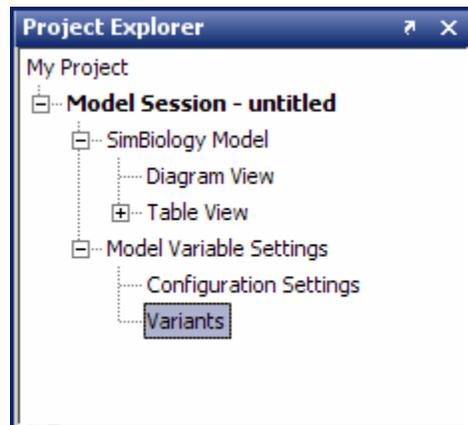 Project Explorer
My Project
Model Session - untitled
SimBiology Model
Diagram View
Table View
Model Variable Settings
Configuration Settings
Variants